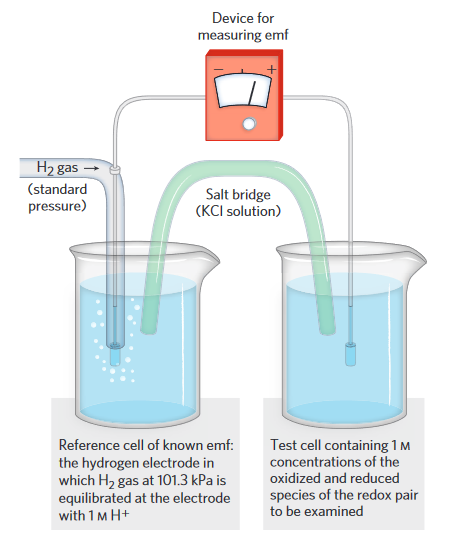 Device for
measuring emf
− +
H₂ gas →
(standard
pressure)
Salt bridge
(KCl solution)
Reference cell of known emf:
the hydrogen electrode in
which H₂ gas at 101.3 kPa is
equilibrated at the electrode
with 1 M H+
Test cell containing 1 M
concentrations of the
oxidized and reduced
species of the redox pair
to be examined